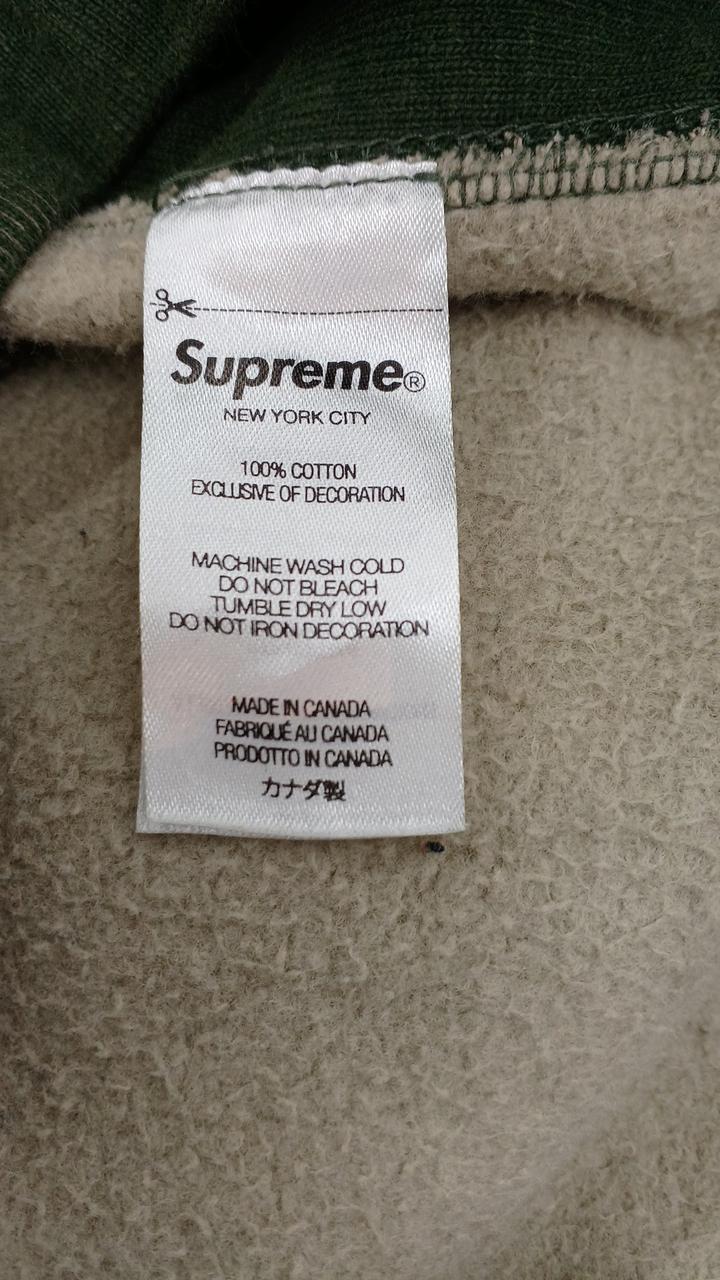 Supreme®
NEW YORK CITY
100% COTTON
EXCLUSIVE OF DECORATION
MACHINE WASH COLD
DO NOT BLEACH
TUMBLE DRY LOW
DO NOT IRON DECORATION
MADE IN CANADA
FABRIQUÉ AU CANADA
PRODOTTO IN CANADA
カナダ製